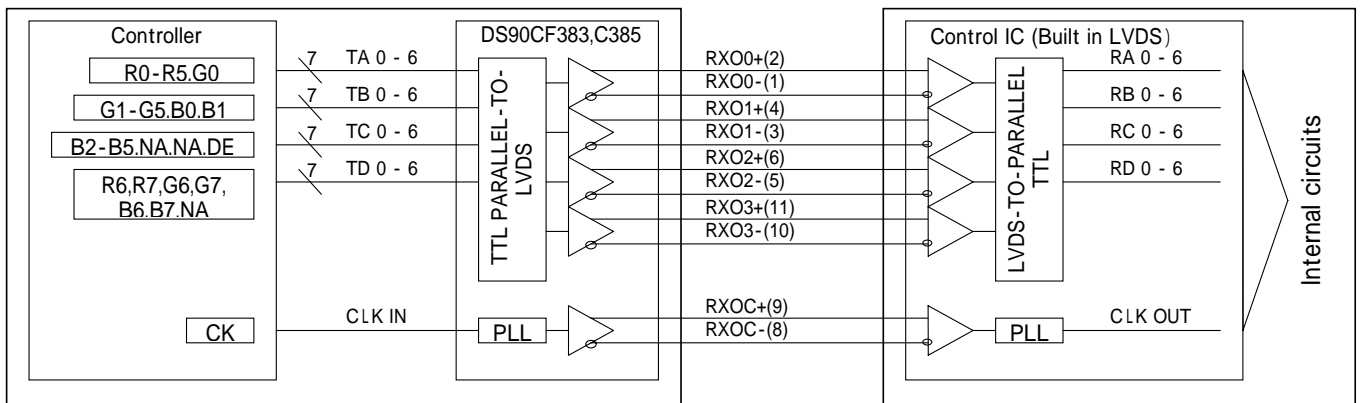 Controller
R0-R5.G0
G1-G5.B0.B1
B2-B5.NA.NA.DE
R6,R7,G6,G7,
B6.B7.NA
CK
7
TA 0 - 6
7
TB 0 - 6
7
TC 0 - 6
7
TD 0 - 6
CLK IN
DS90CF383,C385
TTL PARALLEL-TO-
LVDS
PLL
RXO0+(2)
RXO0-(1)
RXO1+(4)
RXO1-(3)
RXO2+(6)
RXO2-(5)
RXO3+(11)
RXO3-(10)
RXOC+(9)
RXOC-(8)
Control IC (Built in LVDS)
LVDS-TO-PARALLEL
TTL
PLL
RA 0 - 6
RB 0 - 6
RC 0 - 6
RD 0 - 6
CLK OUT
Internal circuits